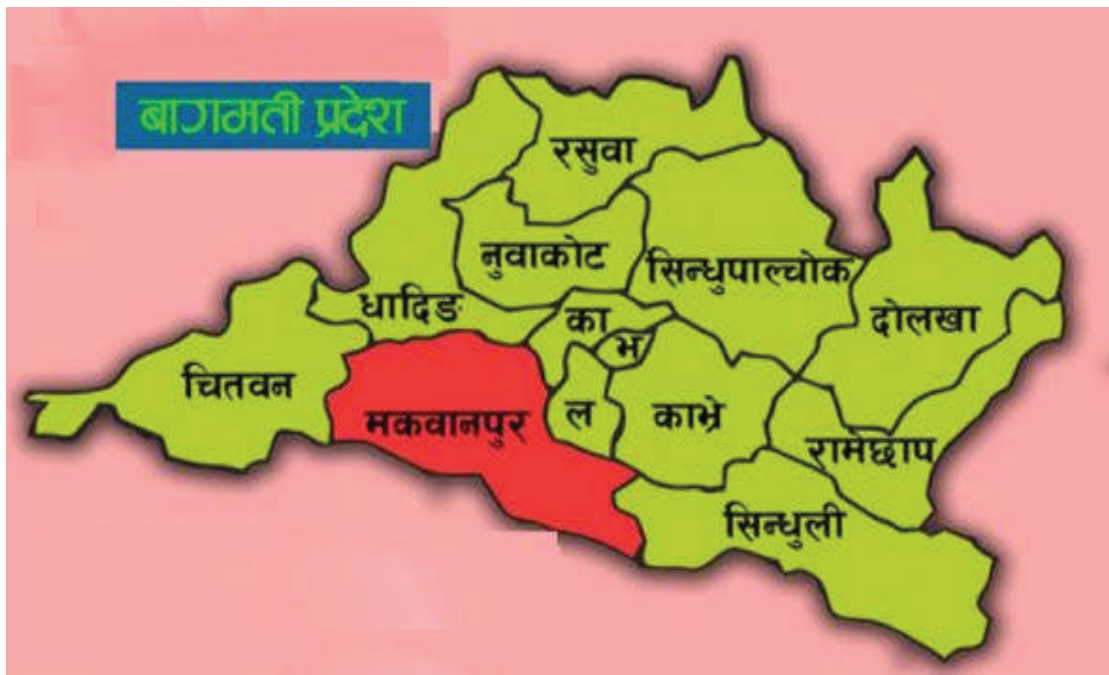 बागमती प्रदेश
रसुवा
नुवाकोट
सिन्धुपाल्चोक
धादिङ
का
दोलखा
भ
चितवन
मकवानपुर
ल
काभ्रे
रामेछाप
सिन्धुली